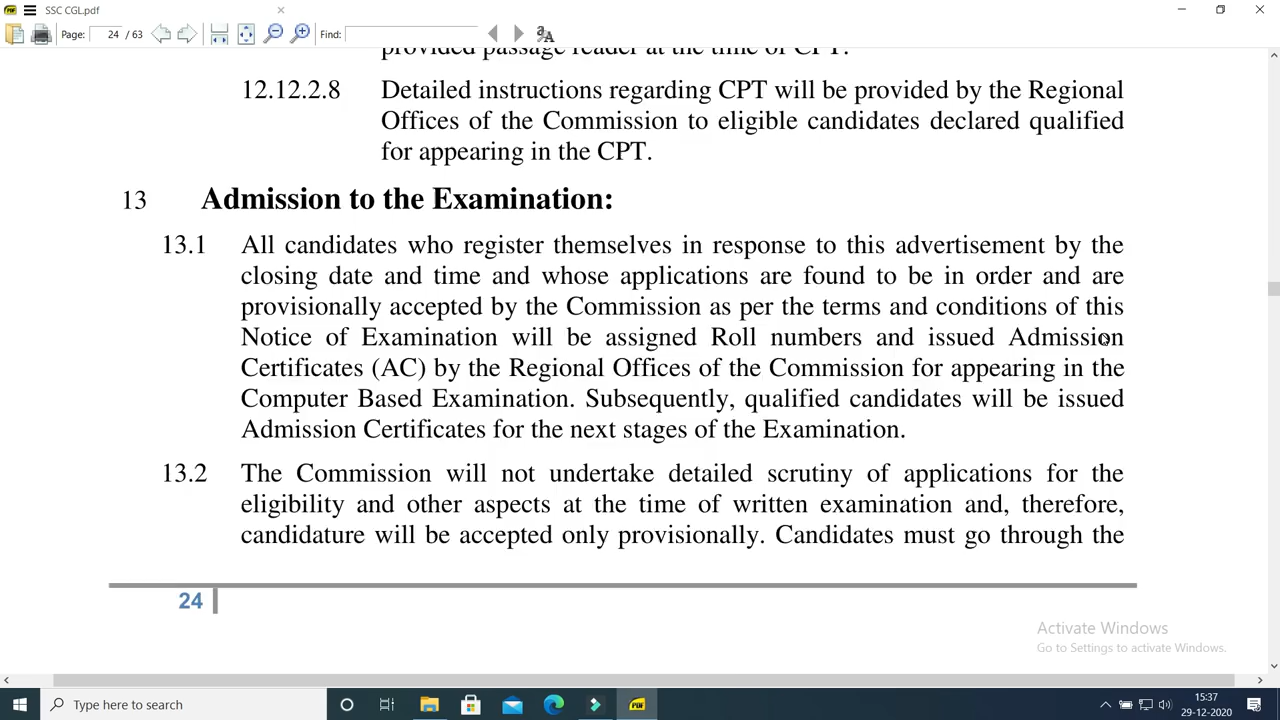 SSC CGL.pdf
Page: 24 / 63 Find:
provided passage reader at the time of CPT.
12.12.2.8 Detailed instructions regarding CPT will be provided by the Regional
Offices of the Commission to eligible candidates declared qualified
for appearing in the CPT.
13 Admission to the Examination:
13.1 All candidates who register themselves in response to this advertisement by the
closing date and time and whose applications are found to be in order and are
provisionally accepted by the Commission as per the terms and conditions of this
Notice of Examination will be assigned Roll numbers and issued Admission
Certificates (AC) by the Regional Offices of the Commission for appearing in the
Computer Based Examination. Subsequently, qualified candidates will be issued
Admission Certificates for the next stages of the Examination.
13.2 The Commission will not undertake detailed scrutiny of applications for the
eligibility and other aspects at the time of written examination and, therefore,
candidature will be accepted only provisionally. Candidates must go through the
24
Activate Windows
Go to Settings to activate Windows.
Type here to search
15:37
29-12-2020